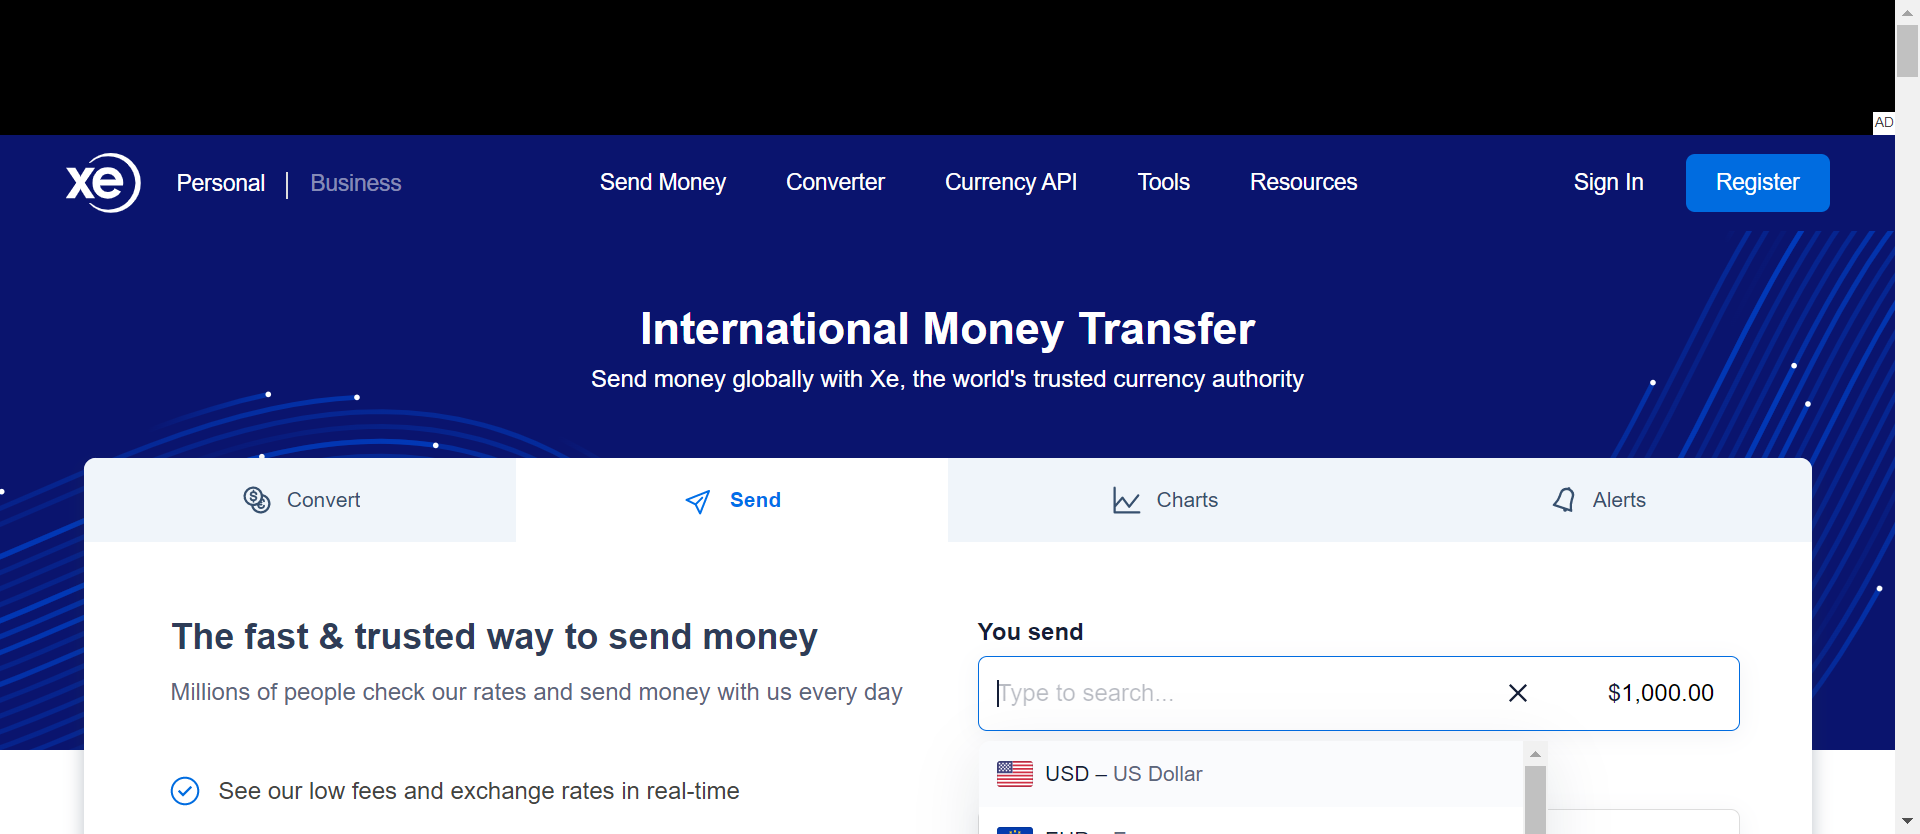 AD
xe Personal Business Send Money Converter Currency API Tools Resources Sign In Register
International Money Transfer
Send money globally with Xe, the world's trusted currency authority
Convert Send Charts Alerts
The fast & trusted way to send money
Millions of people check our rates and send money with us every day
See our low fees and exchange rates in real-time
You send
Type to search... $1,000.00
USD – US Dollar